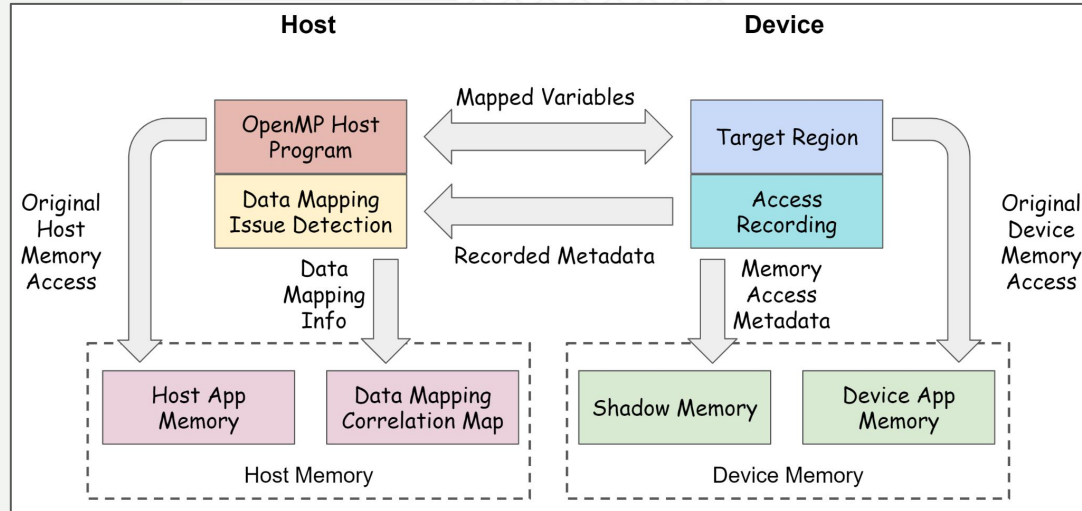 Host
Device
Mapped Variables
OpenMP Host
Program
Target Region
Data Mapping
Issue Detection
Access
Recording
Recorded Metadata
Original
Host
Memory
Access
Data
Mapping
Info
Memory
Access
Metadata
Original
Device
Memory
Access
Host App
Memory
Data Mapping
Correlation Map
Shadow Memory
Device App
Memory
Host Memory
Device Memory